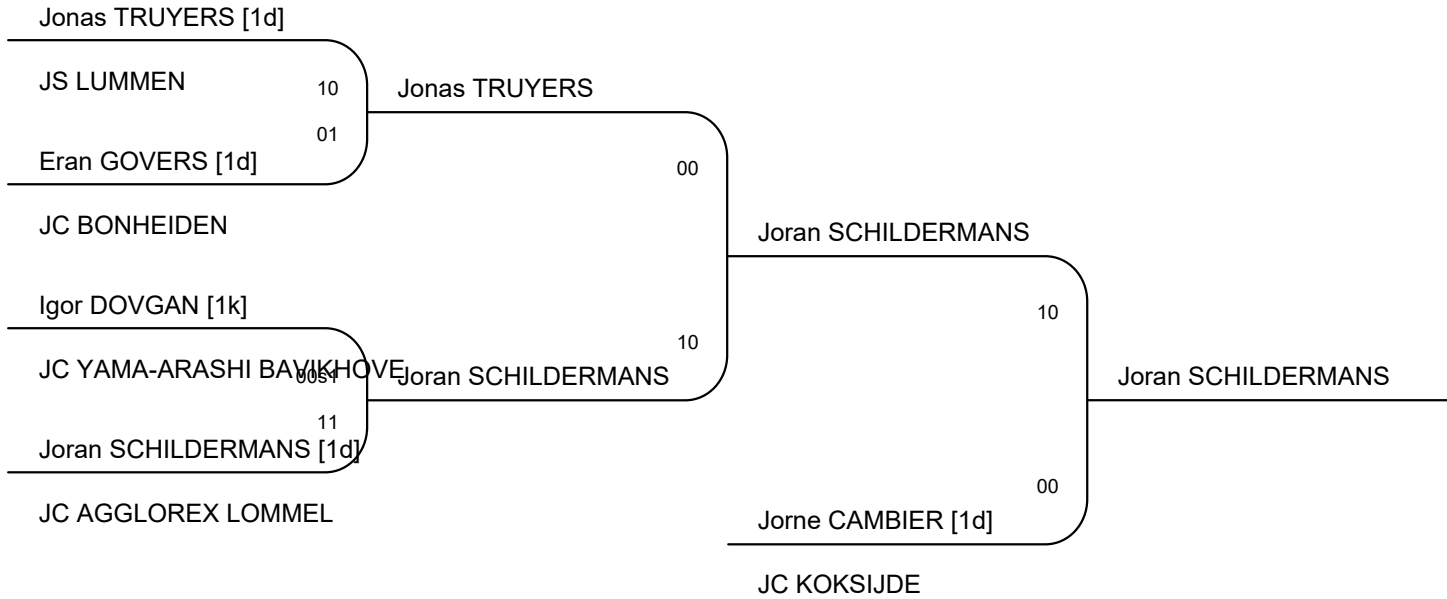 Jonas TRUYERS [1d]
JS LUMMEN
10
Jonas TRUYERS
01
Eran GOVERS [1d]
00
JC BONHEIDEN
Joran SCHILDERMANS
Igor DOVGAN [1k]
10
10
JC YAMA-ARASHI BAVIKHOVE
00s1
Joran SCHILDERMANS
Joran SCHILDERMANS
11
Joran SCHILDERMANS [1d]
00
JC AGGLOREX LOMMEL
Jorne CAMBIER [1d]
JC KOKSIJDE